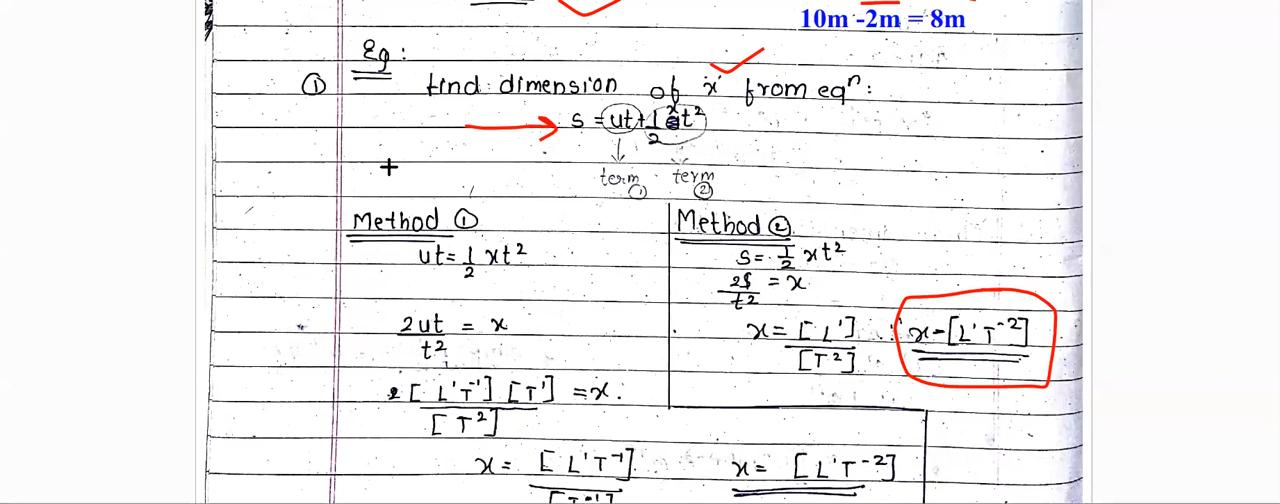 10m -2m = 8m
Eg:
① find dimension of 'x' from eqⁿ:
s = ut + 1/2 xt²
term ① term ②
Method ①
ut = 1/2 xt²
2ut/t² = x
2[L¹T⁻¹][T¹]/[T²] = x.
x = [L¹T⁻¹]/[T⁻¹]
x = [L¹T⁻²]
Method ②
s = 1/2 xt²
2s/t² = x
x = [L¹]/[T²] ∴ x = [L¹T⁻²]